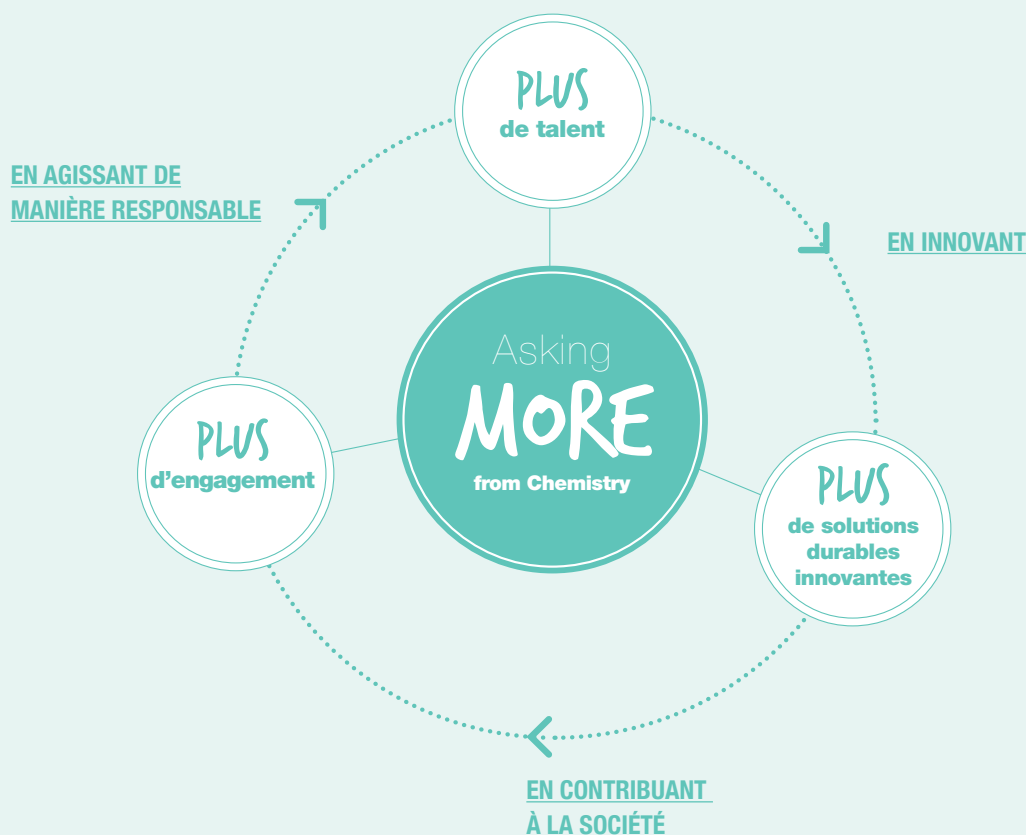 PLUS
de talent
EN AGISSANT DE
MANIÈRE RESPONSABLE
EN INNOVANT
Asking
MORE
from Chemistry
PLUS
d'engagement
PLUS
de solutions
durables
innovantes
EN CONTRIBUANT
À LA SOCIÉTÉ